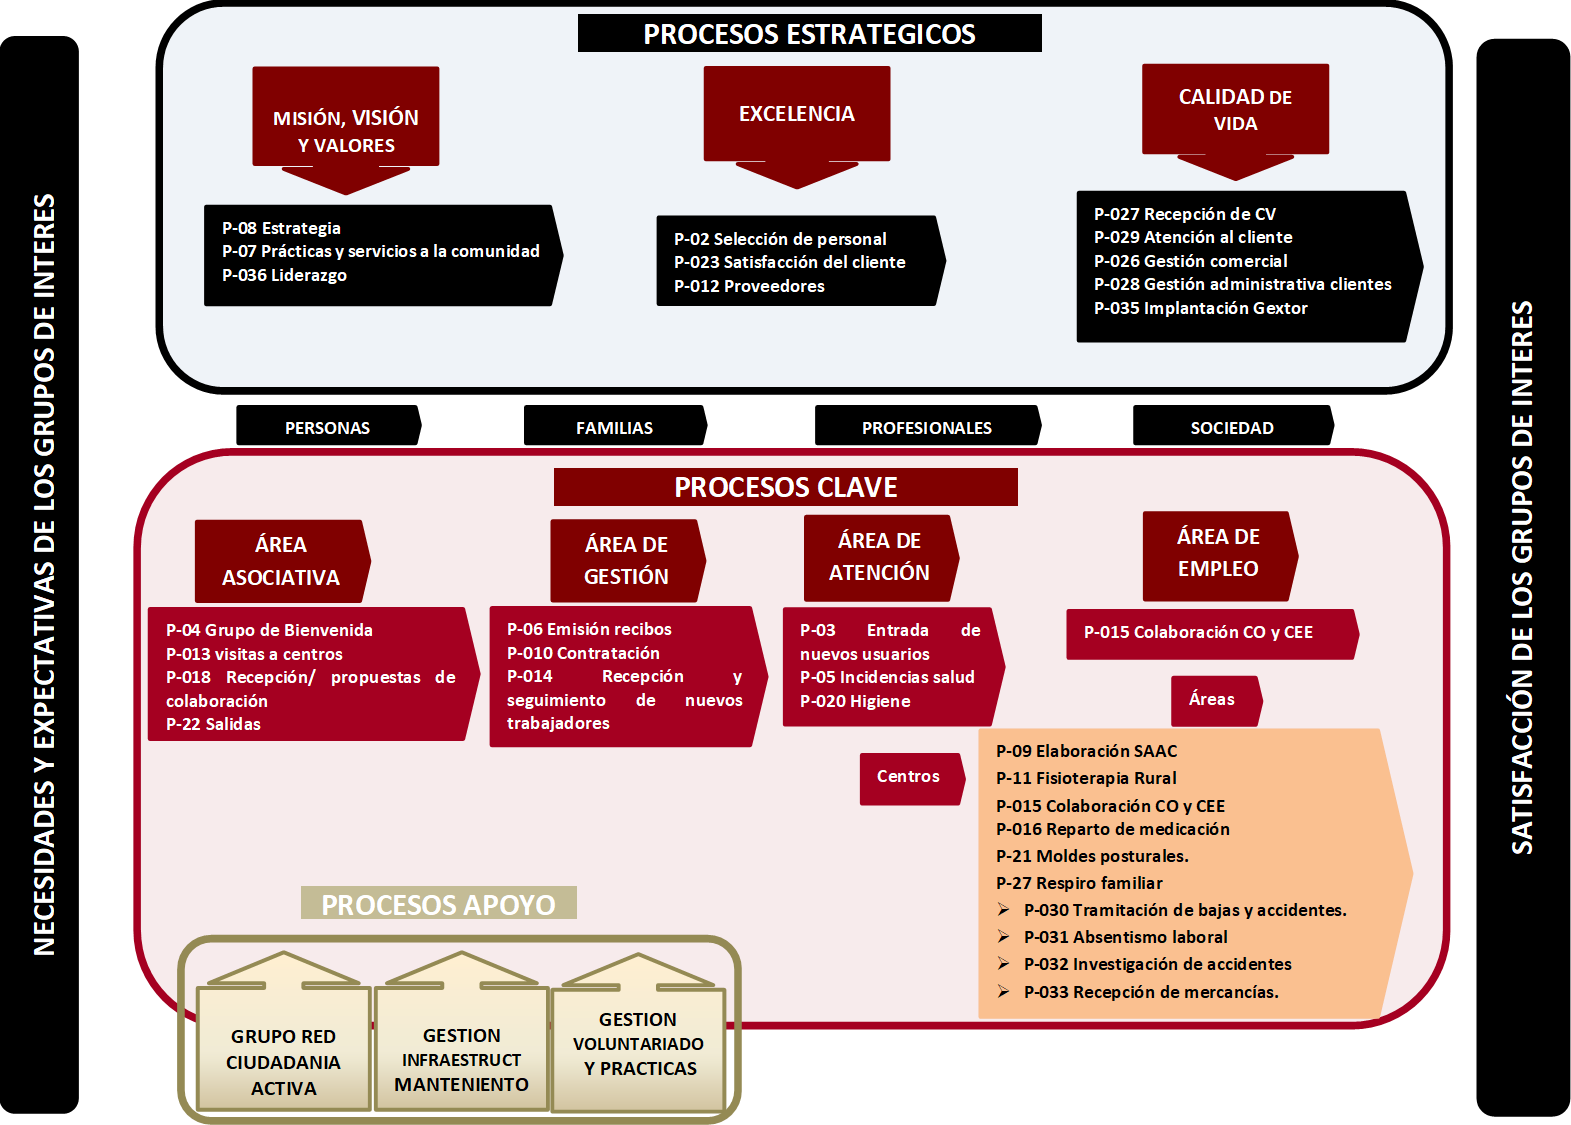 NECESIDADES Y EXPECTATIVAS DE LOS GRUPOS DE INTERES
PROCESOS ESTRATEGICOS
MISIÓN, VISIÓN
Y VALORES
P-08 Estrategia
P-07 Prácticas y servicios a la comunidad
P-036 Liderazgo
EXCELENCIA
P-02 Selección de personal
P-023 Satisfacción del cliente
P-012 Proveedores
CALIDAD DE
VIDA
P-027 Recepción de CV
P-029 Atención al cliente
P-026 Gestión comercial
P-028 Gestión administrativa clientes
P-035 Implantación Gextor
PERSONAS
FAMILIAS
PROFESIONALES
SOCIEDAD
PROCESOS CLAVE
ÁREA
ASOCIATIVA
P-04 Grupo de Bienvenida
P-013 visitas a centros
P-018 Recepción/ propuestas de
colaboración
P-22 Salidas
ÁREA DE
GESTIÓN
P-06 Emisión recibos
P-010 Contratación
P-014 Recepción y
seguimiento de nuevos
trabajadores
ÁREA DE
ATENCIÓN
P-03 Entrada de
nuevos usuarios
P-05 Incidencias salud
P-020 Higiene
ÁREA DE
EMPLEO
P-015 Colaboración CO y CEE
Áreas
Centros
P-09 Elaboración SAAC
P-11 Fisioterapia Rural
P-015 Colaboración CO y CEE
P-016 Reparto de medicación
P-21 Moldes posturales.
P-27 Respiro familiar
➢ P-030 Tramitación de bajas y accidentes.
➢ P-031 Absentismo laboral
➢ P-032 Investigación de accidentes
➢ P-033 Recepción de mercancías.
PROCESOS APOYO
GRUPO RED
CIUDADANIA
ACTIVA
GESTION
INFRAESTRUCT
MANTENIENTO
GESTION
VOLUNTARIADO
Y PRACTICAS
SATISFACCIÓN DE LOS GRUPOS DE INTERES